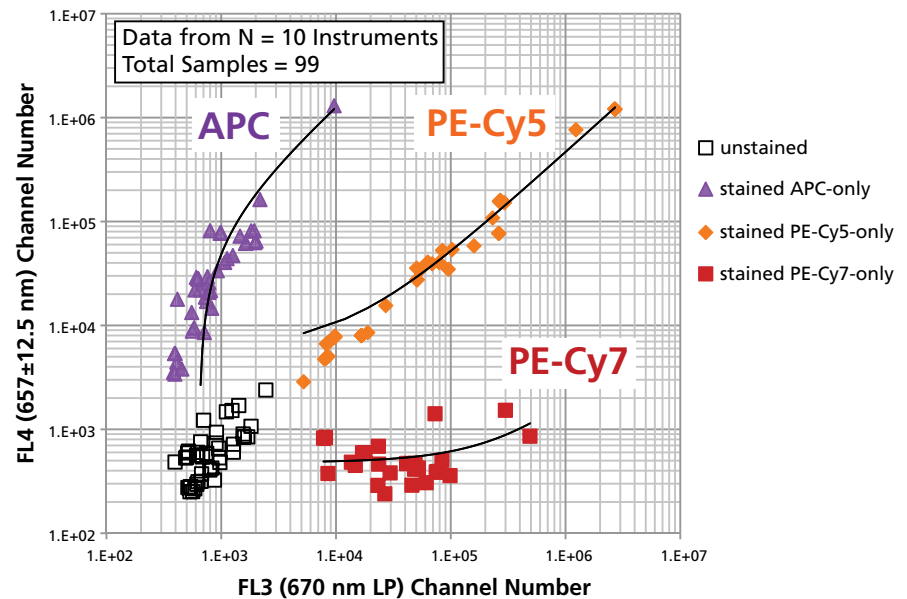 Data from N = 10 Instruments
Total Samples = 99
APC
PE-Cy5
PE-Cy7
unstained
stained APC-only
stained PE-Cy5-only
stained PE-Cy7-only
FL4 (657±12.5 nm) Channel Number
1.E+07
1.E+06
1.E+05
1.E+04
1.E+03
1.E+02
1.E+02 1.E+03 1.E+04 1.E+05 1.E+06 1.E+07
FL3 (670 nm LP) Channel Number